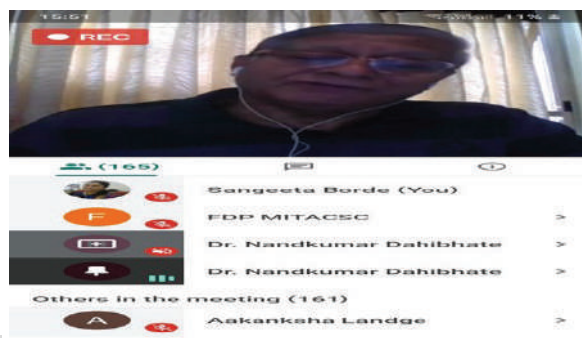 15:51
11%
REC
(165)
Sangeeta Borde (You)
F
FDP MITACSC
Dr. Nandkumar Dahibhate
Dr. Nandkumar Dahibhate
Others in the meeting (161)
A
Aakanksha Landge